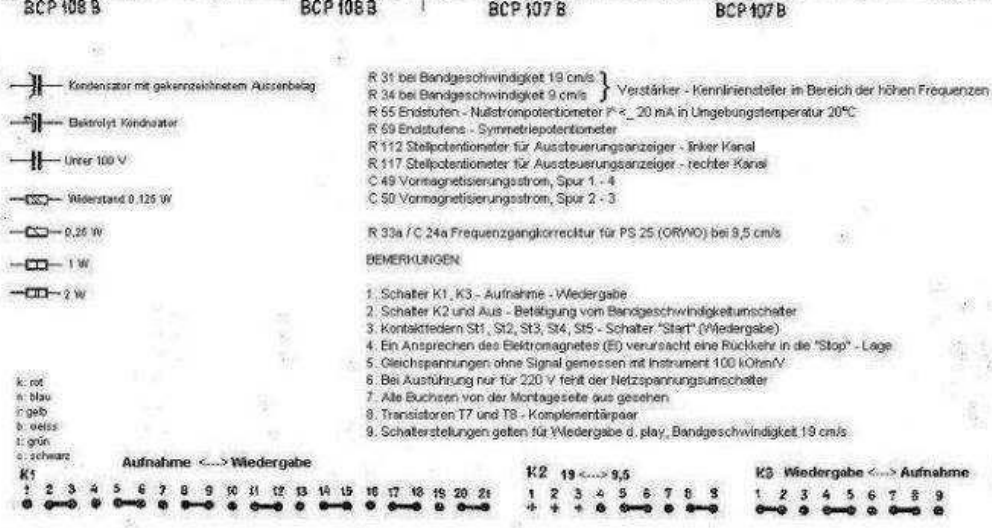 BCP 108 B BCP 108 B BCP 107 B BCP 107 B
Kondensator mit gekennzeichnetem Aussenbelag
Elektrolyt Kondnsator
Unter 100 V
Widerstand 0,125 W
0,25 W
1 W
2 W
R 31 bei Bandgeschwindigkeit 19 cm/s
R 34 bei Bandgeschwindigkeit 9 cm/s
Verstärker - Kennliniensteller im Bereich der höhen Frequenzen
R 55 Endstufen - Nullstrompotentiometer <_ 20 mA in Umgebungstemperatur 20°C
R 59 Endstufens - Symmetriepotentiometer
R 112 Stellpotentiometer für Aussteuerungsanzeiger - linker Kanal
R 117 Stellpotentiometer für Aussteuerungsanzeiger - rechter Kanal
C 49 Vormagnetisierungsstrom, Spur 1 - 4
C 50 Vormagnetisierungsstrom, Spur 2 - 3
R 33a / C 24a Frequenzgangkorrecktur für PS 25 (ORWO) bei 9,5 cm/s
BEMERKUNGEN:
1. Schalter K1, K3 - Aufnahme - Wiedergabe
2. Schalter K2 und Aus - Betätigung vom Bandgeschwindigkeitumschalter
3. Kontaktfedern St1, St2, St3, St4, St5 - Schalter "Start" (Wiedergabe)
4. Ein Ansprechen des Elektromagnetes (El) verursacht eine Rückkehr in die "Stop" - Lage
5. Gleichspannungen ohne Signal gemessen mit Instrument 100 kOhm/V
6. Bei Ausführung nur für 220 V fehlt der Netzspannungsumschalter
7. Alle Buchsen von der Montageseite aus gesehen
8. Transistoren T7 und T8 - Komplementärpaar
9. Schalterstellungen gelten für Wiedergabe d. play, Bandgeschwindigkeit 19 cm/s
k: rot
n: blau
gelb
b: weiss
grün
schwarz
K1 Aufnahme <---> Wiedergabe
1 2 3 4 5 6 7 8 9 10 11 12 13 14 15 16 17 18 19 20 21
K2 19 <---> 9,5
1 2 3 4 5 6 7 8 9
K3 Wiedergabe <---> Aufnahme
1 2 3 4 5 6 7 8 9